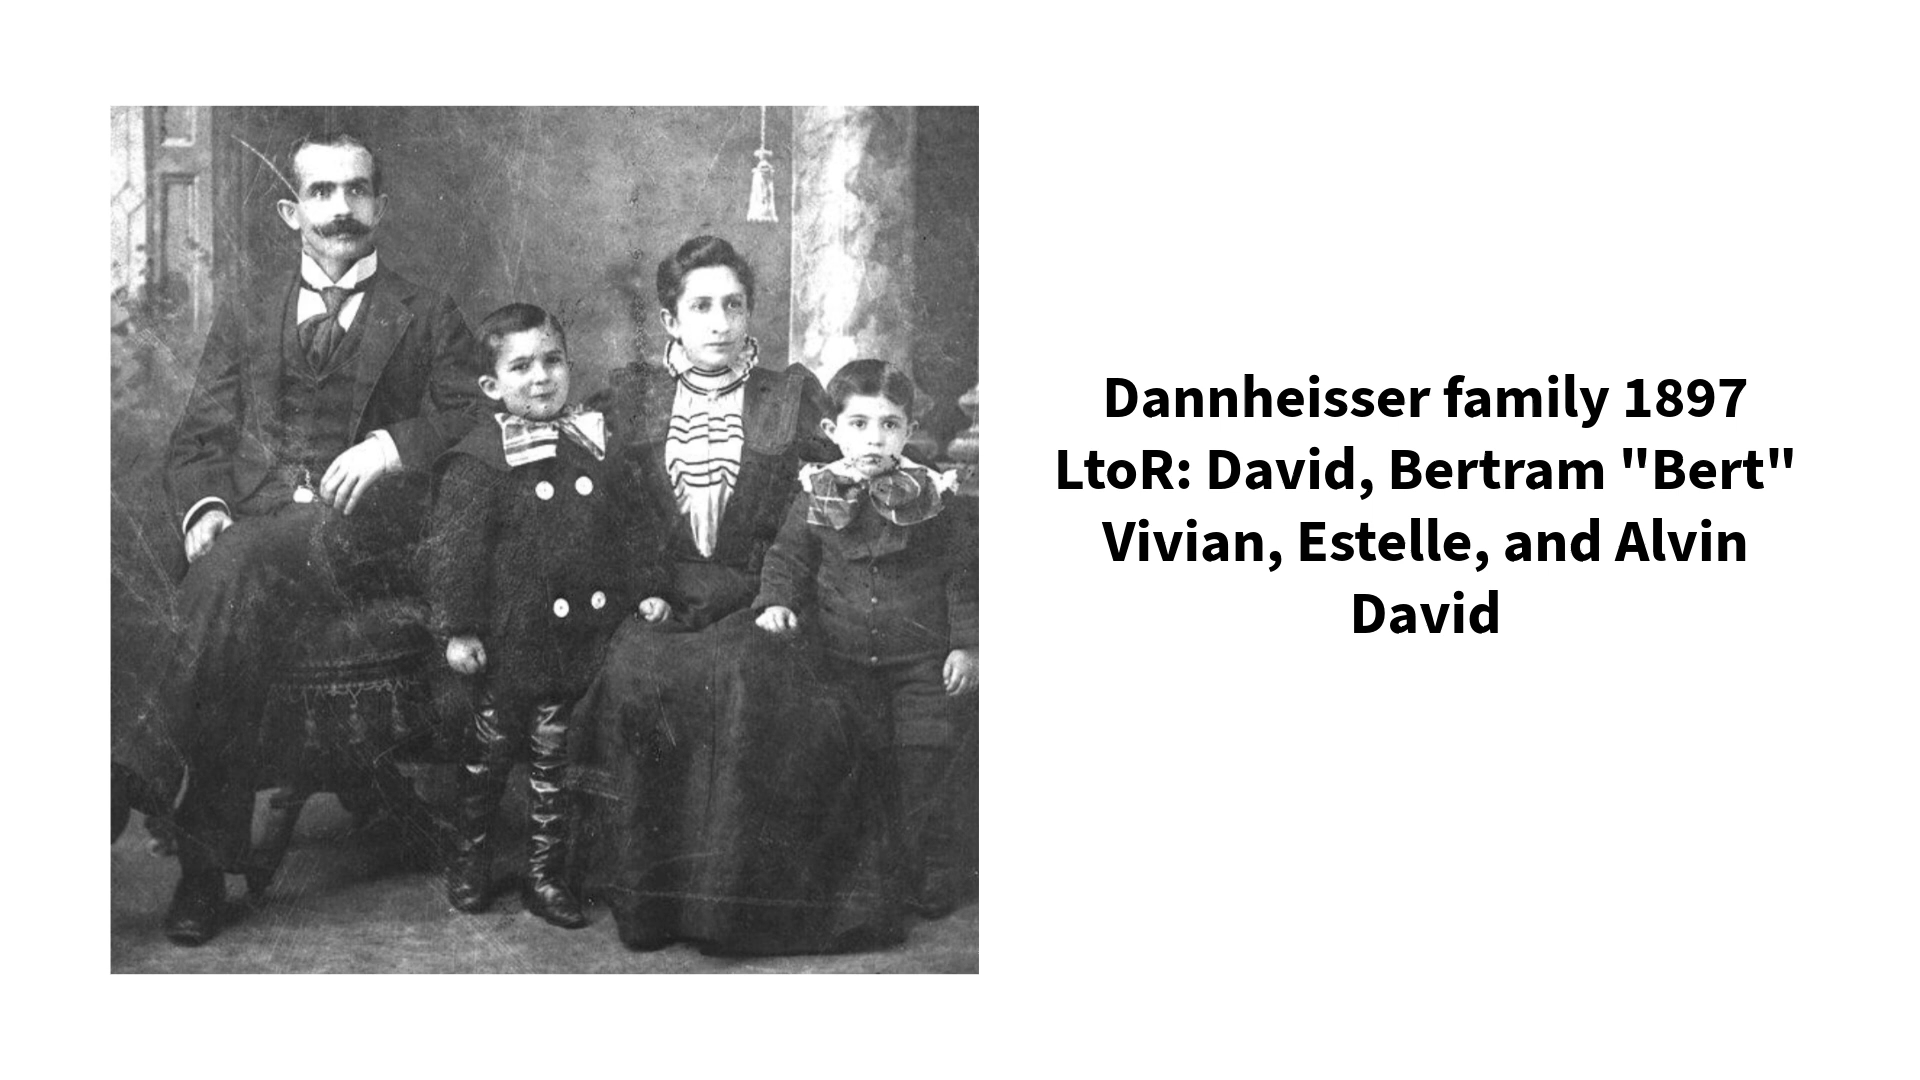 Dannheisser family 1897
LtoR: David, Bertram "Bert"
Vivian, Estelle, and Alvin
David